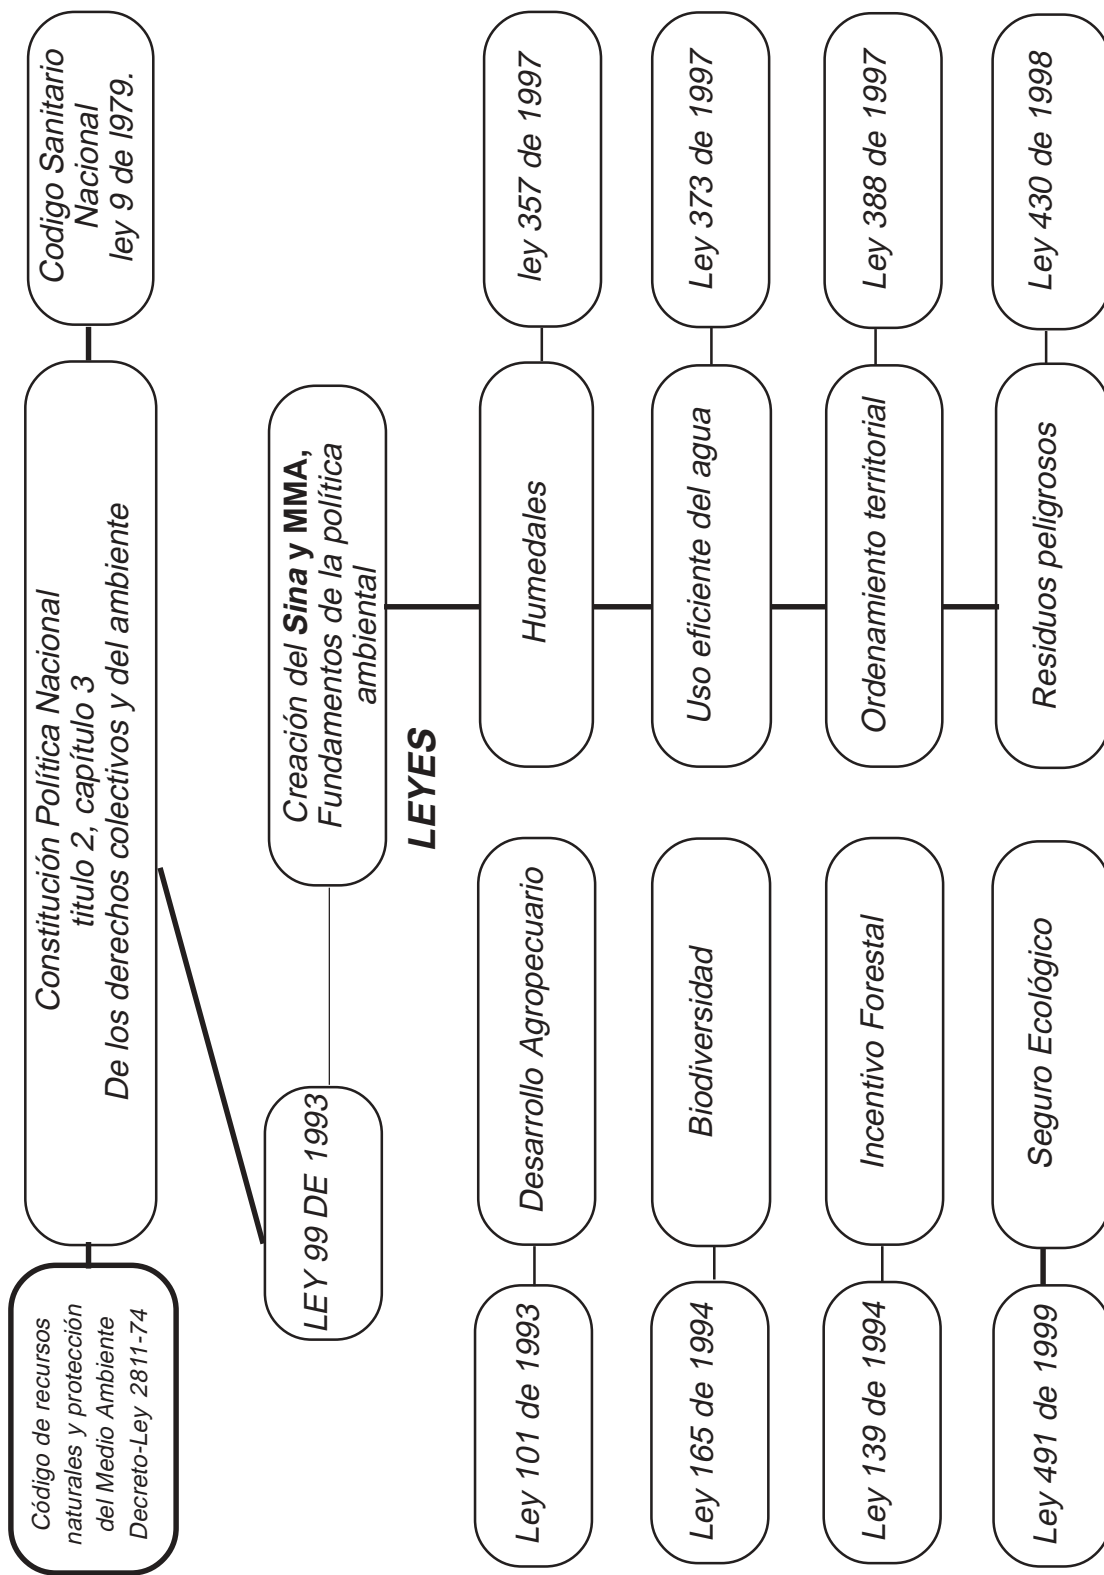 Código de recursos
naturales y protección
del Medio Ambiente
Decreto-Ley 2811-74
Constitución Política Nacional
titulo 2, capítulo 3
De los derechos colectivos y del ambiente
Codigo Sanitario
Nacional
ley 9 de l979.
LEY 99 DE 1993
Creación del Sina y MMA,
Fundamentos de la política
ambiental
LEYES
Ley 101 de 1993
Desarrollo Agropecuario
Humedales
ley 357 de 1997
Ley 165 de 1994
Biodiversidad
Uso eficiente del agua
Ley 373 de 1997
Ley 139 de 1994
Incentivo Forestal
Ordenamiento territorial
Ley 388 de 1997
Ley 491 de 1999
Seguro Ecológico
Residuos peligrosos
Ley 430 de 1998